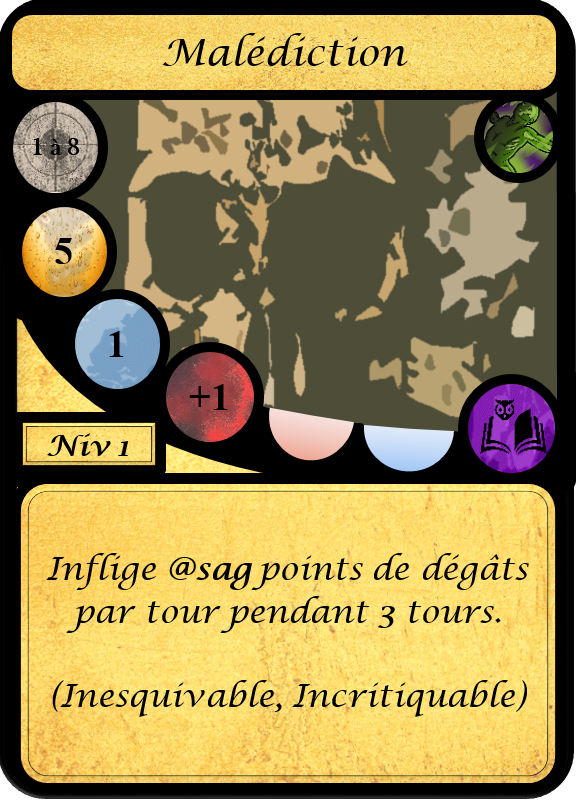 Malédiction
1 à 8
5
1
+1
Niv 1
Inflige @sag points de dégâts
par tour pendant 3 tours.
(Inesquivable, Incritiquable)